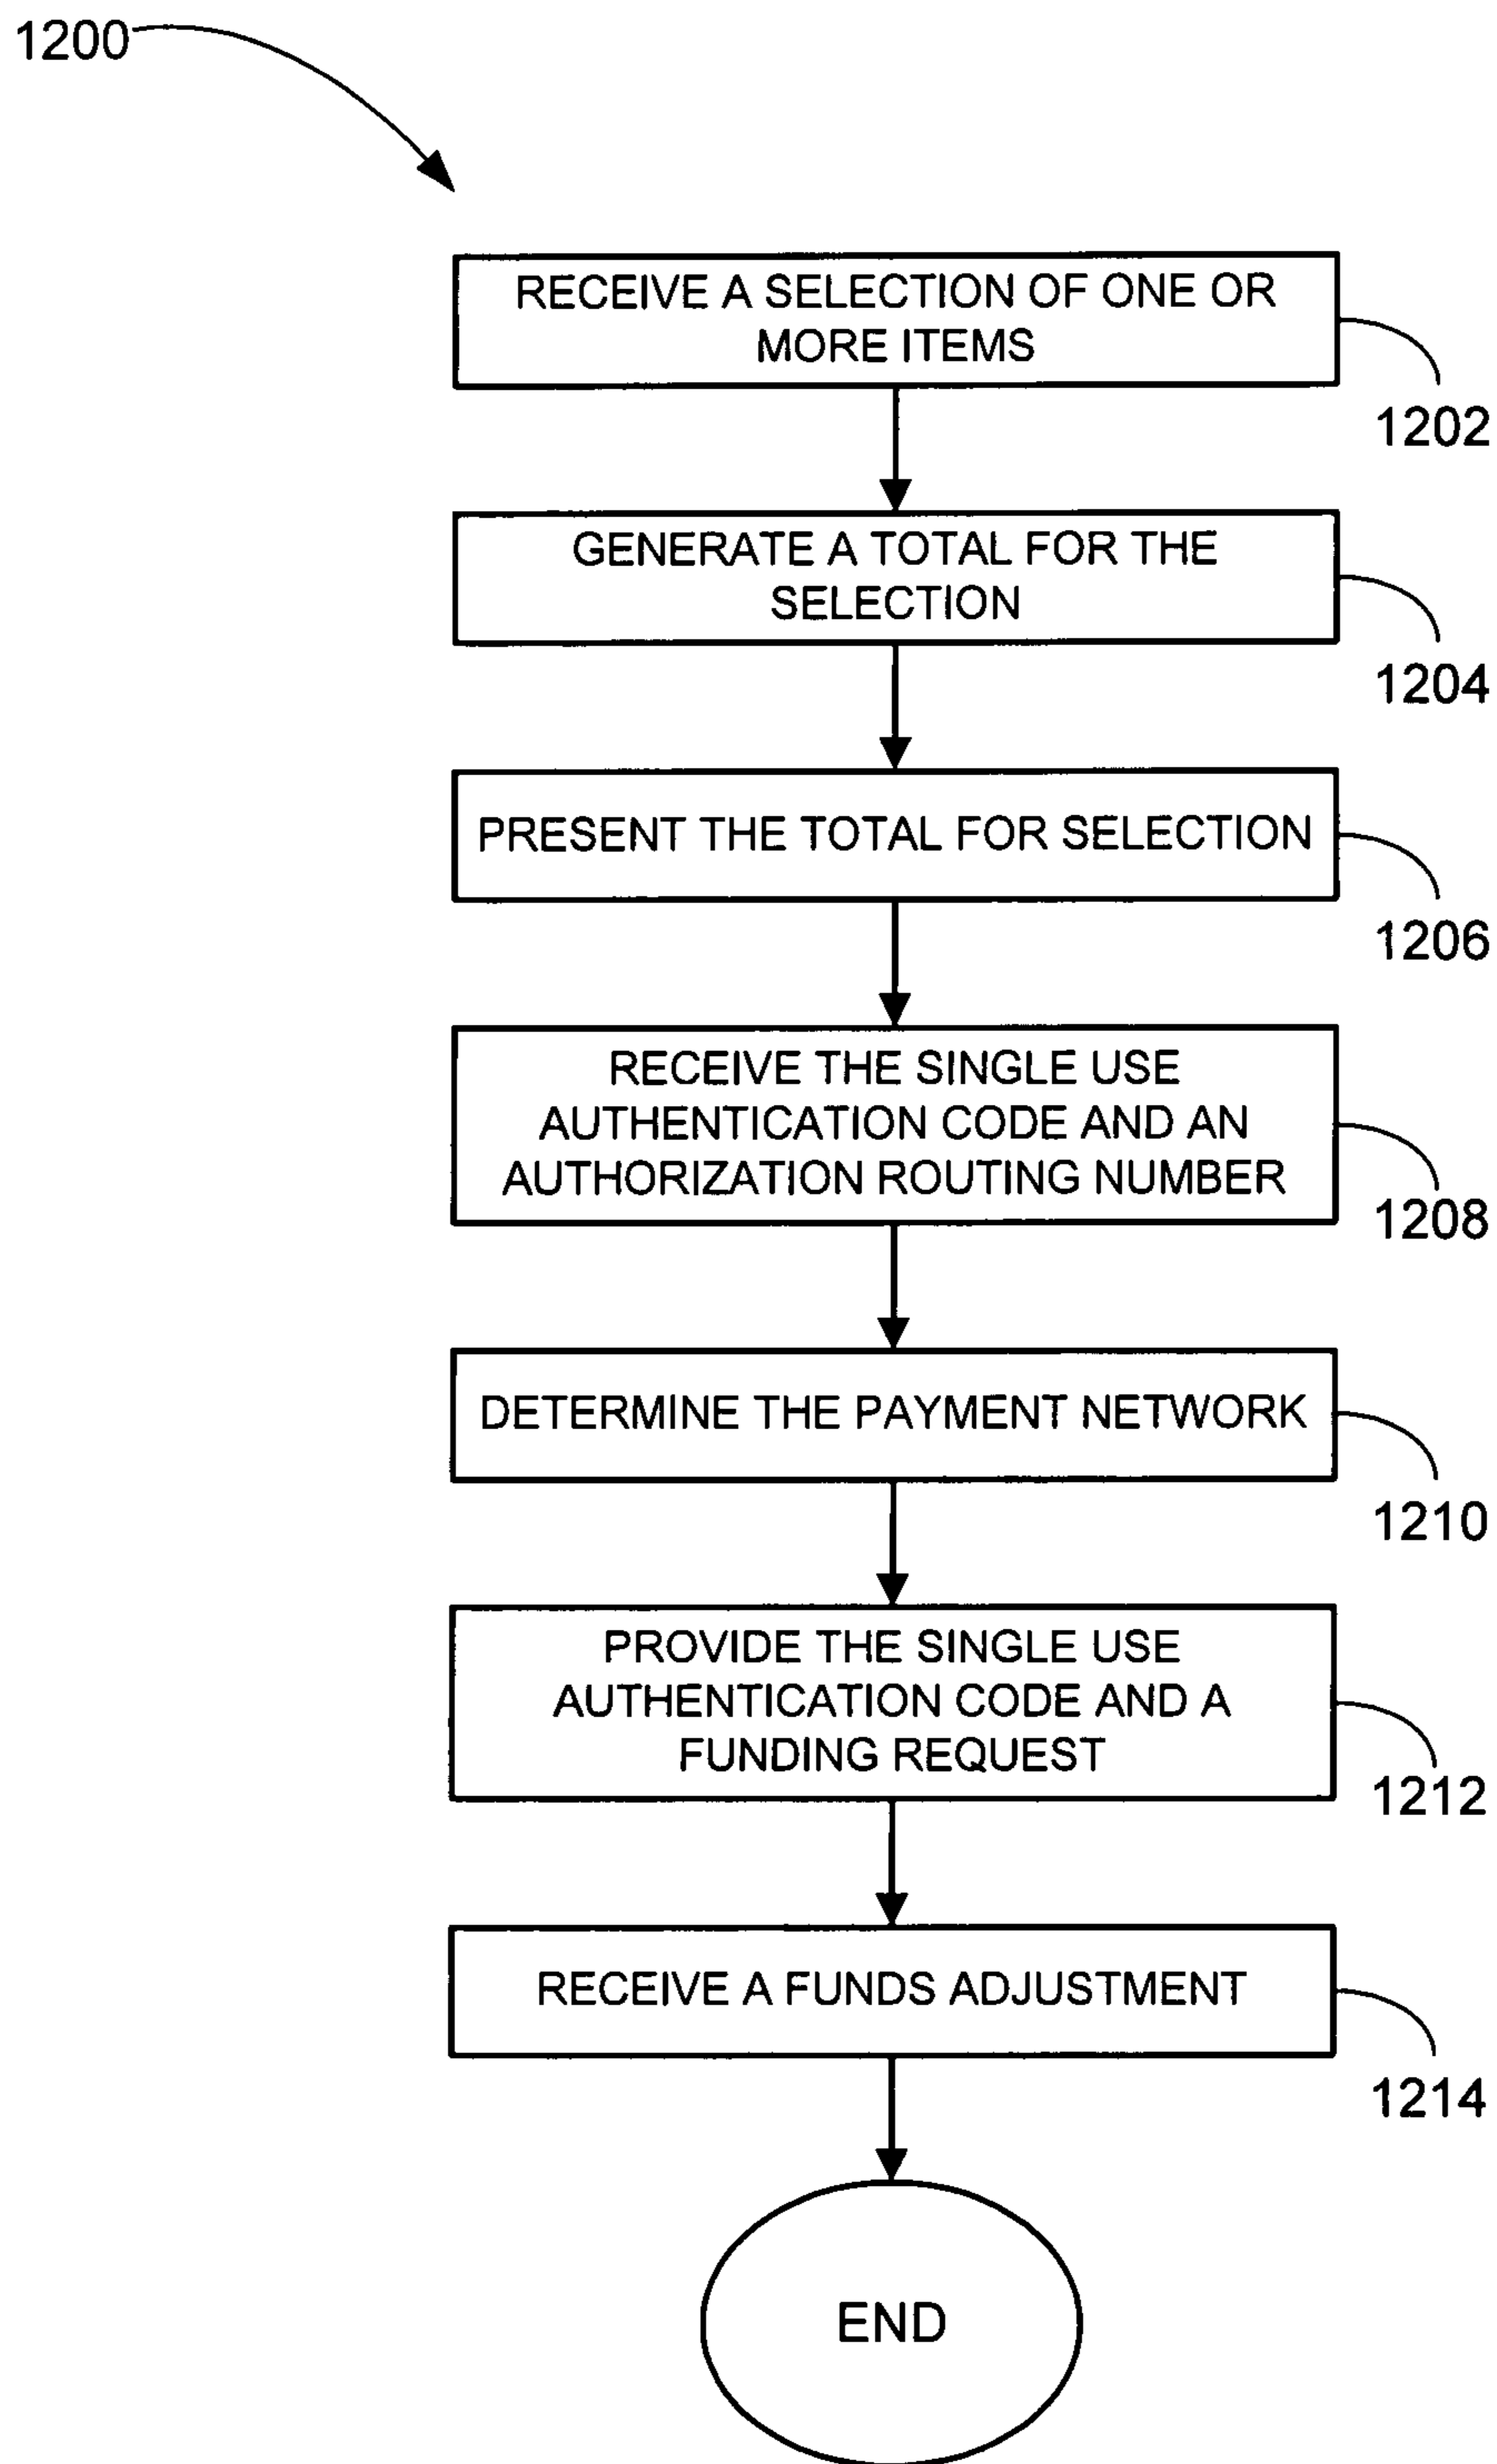 1200
RECEIVE A SELECTION OF ONE OR
MORE ITEMS
1202
GENERATE A TOTAL FOR THE
SELECTION
1204
PRESENT THE TOTAL FOR SELECTION
1206
RECEIVE THE SINGLE USE
AUTHENTICATION CODE AND AN
AUTHORIZATION ROUTING NUMBER
1208
DETERMINE THE PAYMENT NETWORK
1210
PROVIDE THE SINGLE USE
AUTHENTICATION CODE AND A
FUNDING REQUEST
1212
RECEIVE A FUNDS ADJUSTMENT
1214
END